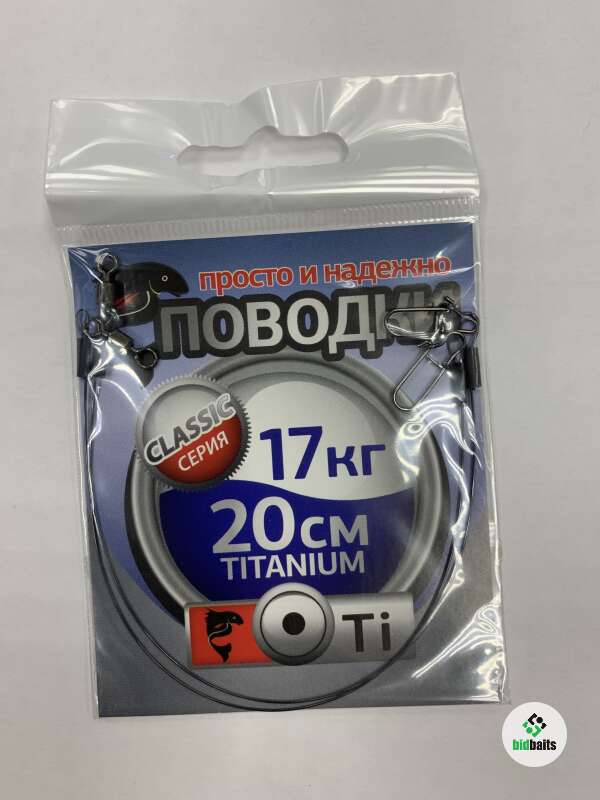 просто и надежно
ПОВОДКИ
CLASSIC
СЕРИЯ
17кг
20см
TITANIUM
Ti
bidbaits